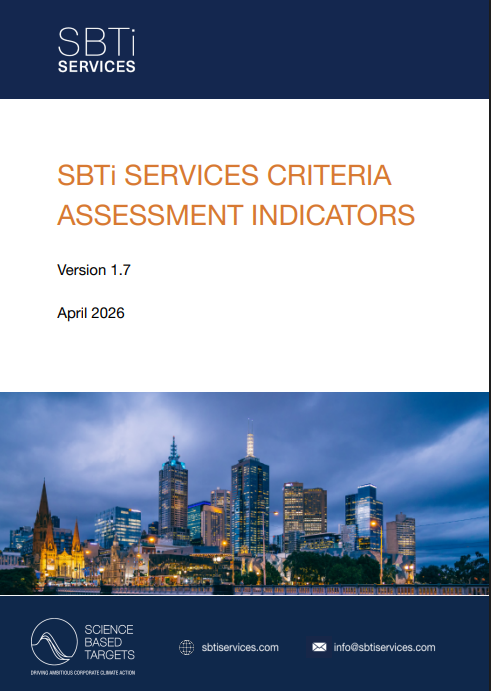 SBTi
SERVICES
SBTi SERVICES CRITERIA
ASSESSMENT INDICATORS
Version 1.7
April 2026
SCIENCE
BASED
TARGETS
DRIVING AMBITIOUS CORPORATE CLIMATE ACTION
sbtiservices.com
info@sbtiservices.com